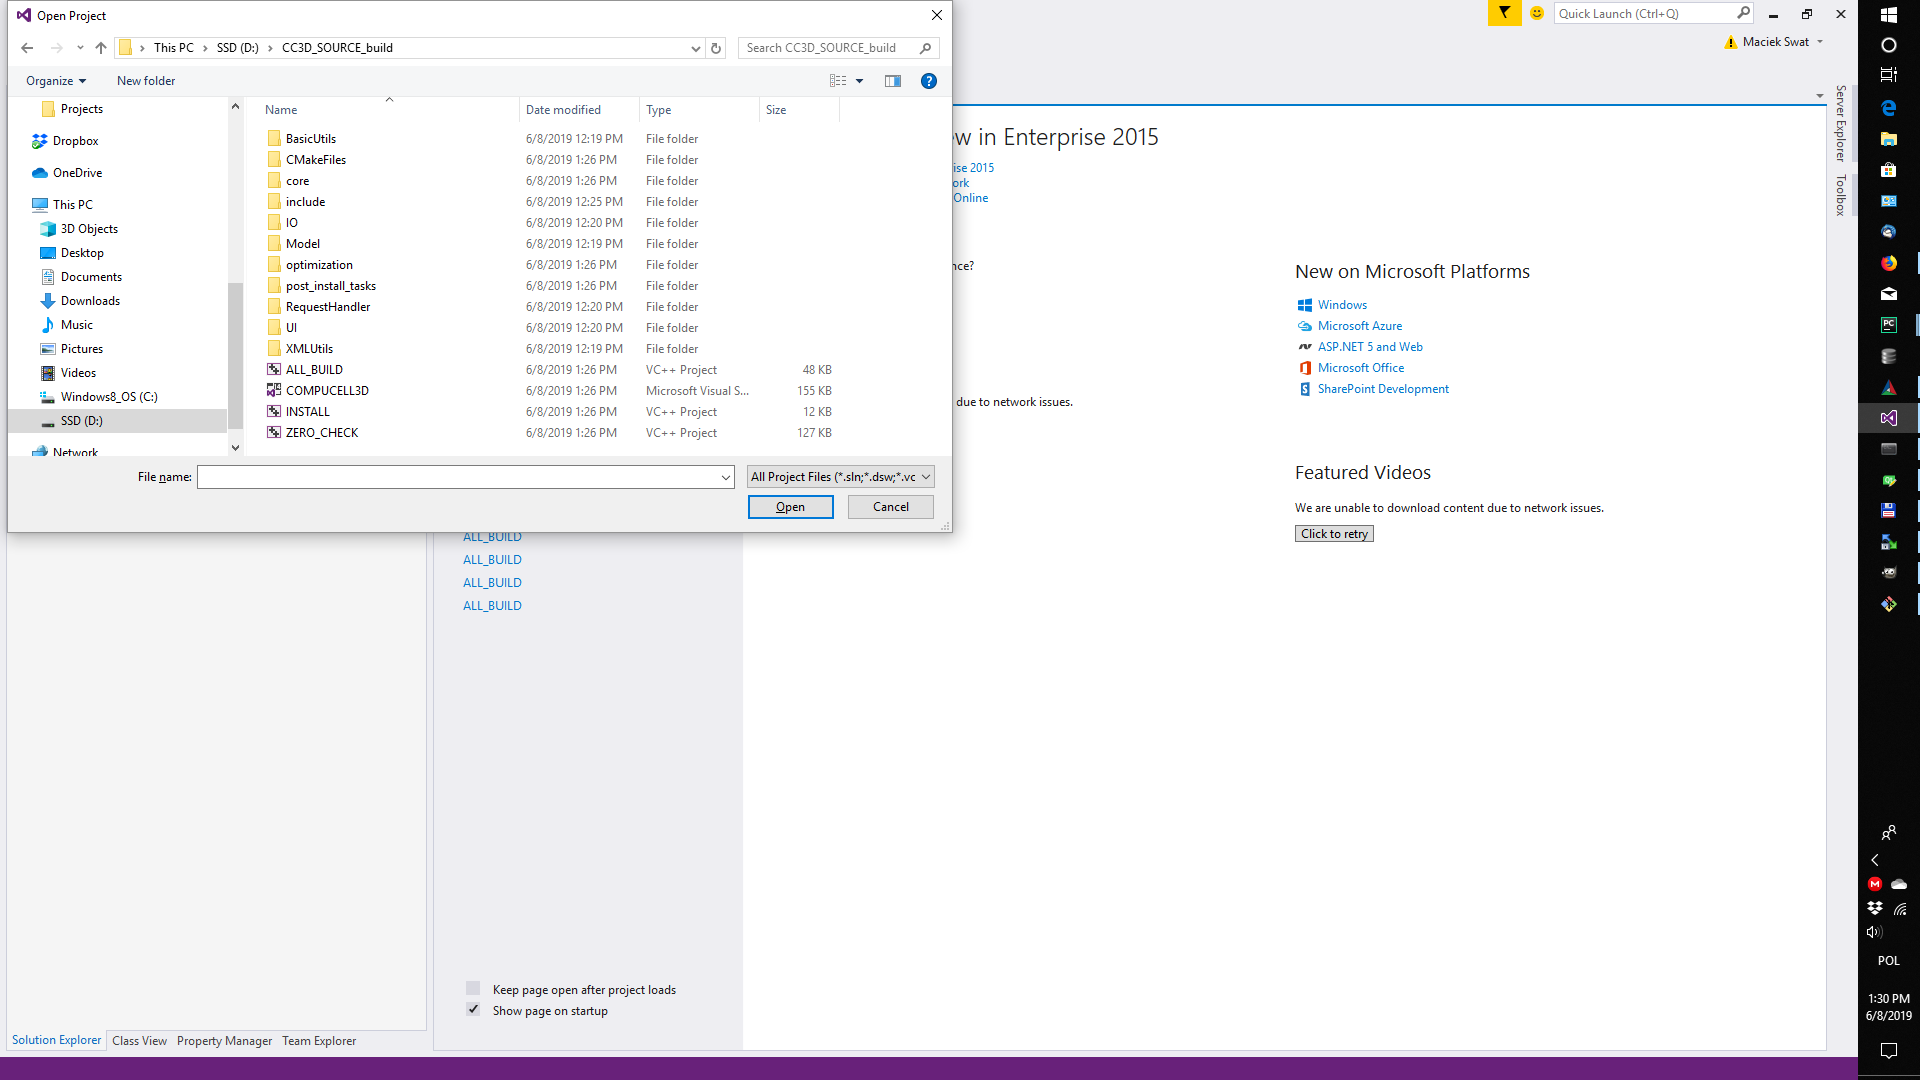 Open Project
This PC
SSD (D:)
CC3D_SOURCE_build
Search CC3D_SOURCE_build
Organize
New folder
Projects
Dropbox
OneDrive
This PC
3D Objects
Desktop
Documents
Downloads
Music
Pictures
Videos
Windows8_OS (C:)
SSD (D:)
Network
Name Date modified Type Size
BasicUtils 6/8/2019 12:19 PM File folder
CMakeFiles 6/8/2019 1:26 PM File folder
core 6/8/2019 1:26 PM File folder
include 6/8/2019 12:25 PM File folder
IO 6/8/2019 12:20 PM File folder
Model 6/8/2019 12:19 PM File folder
optimization 6/8/2019 1:26 PM File folder
post_install_tasks 6/8/2019 1:26 PM File folder
RequestHandler 6/8/2019 12:20 PM File folder
UI 6/8/2019 12:20 PM File folder
XMLUtils 6/8/2019 12:19 PM File folder
ALL_BUILD 6/8/2019 1:26 PM VC++ Project 48 KB
COMPUCELL3D 6/8/2019 1:26 PM Microsoft Visual S... 155 KB
INSTALL 6/8/2019 1:26 PM VC++ Project 12 KB
ZERO_CHECK 6/8/2019 1:26 PM VC++ Project 127 KB
File name:
All Project Files (*.sln;*.dsw;*.vc
Open
Cancel
Quick Launch (Ctrl+Q)
Maciek Swat
Server Explorer
Toolbox
ew in Enterprise 2015
ise 2015
ork
Online
nce?
due to network issues.
New on Microsoft Platforms
Windows
Microsoft Azure
ASP.NET 5 and Web
Microsoft Office
SharePoint Development
Featured Videos
We are unable to download content due to network issues.
Click to retry
ALL_BUILD
ALL_BUILD
ALL_BUILD
ALL_BUILD
Keep page open after project loads
Show page on startup
Solution Explorer
Class View
Property Manager
Team Explorer
PC
M
POL
1:30 PM
6/8/2019